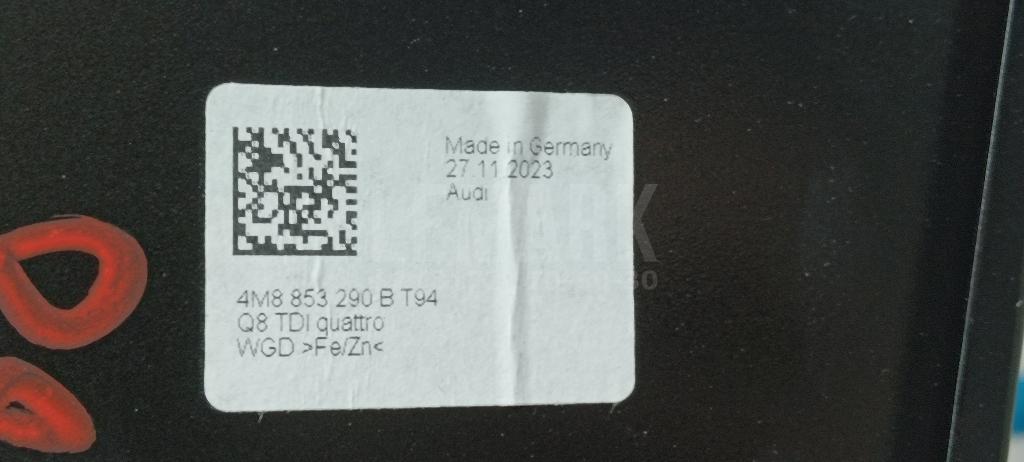 Made in Germany
27.11.2023
Audi
4M8 853 290 B T94
Q8 TDI quattro
WGD >Fe/Zn<